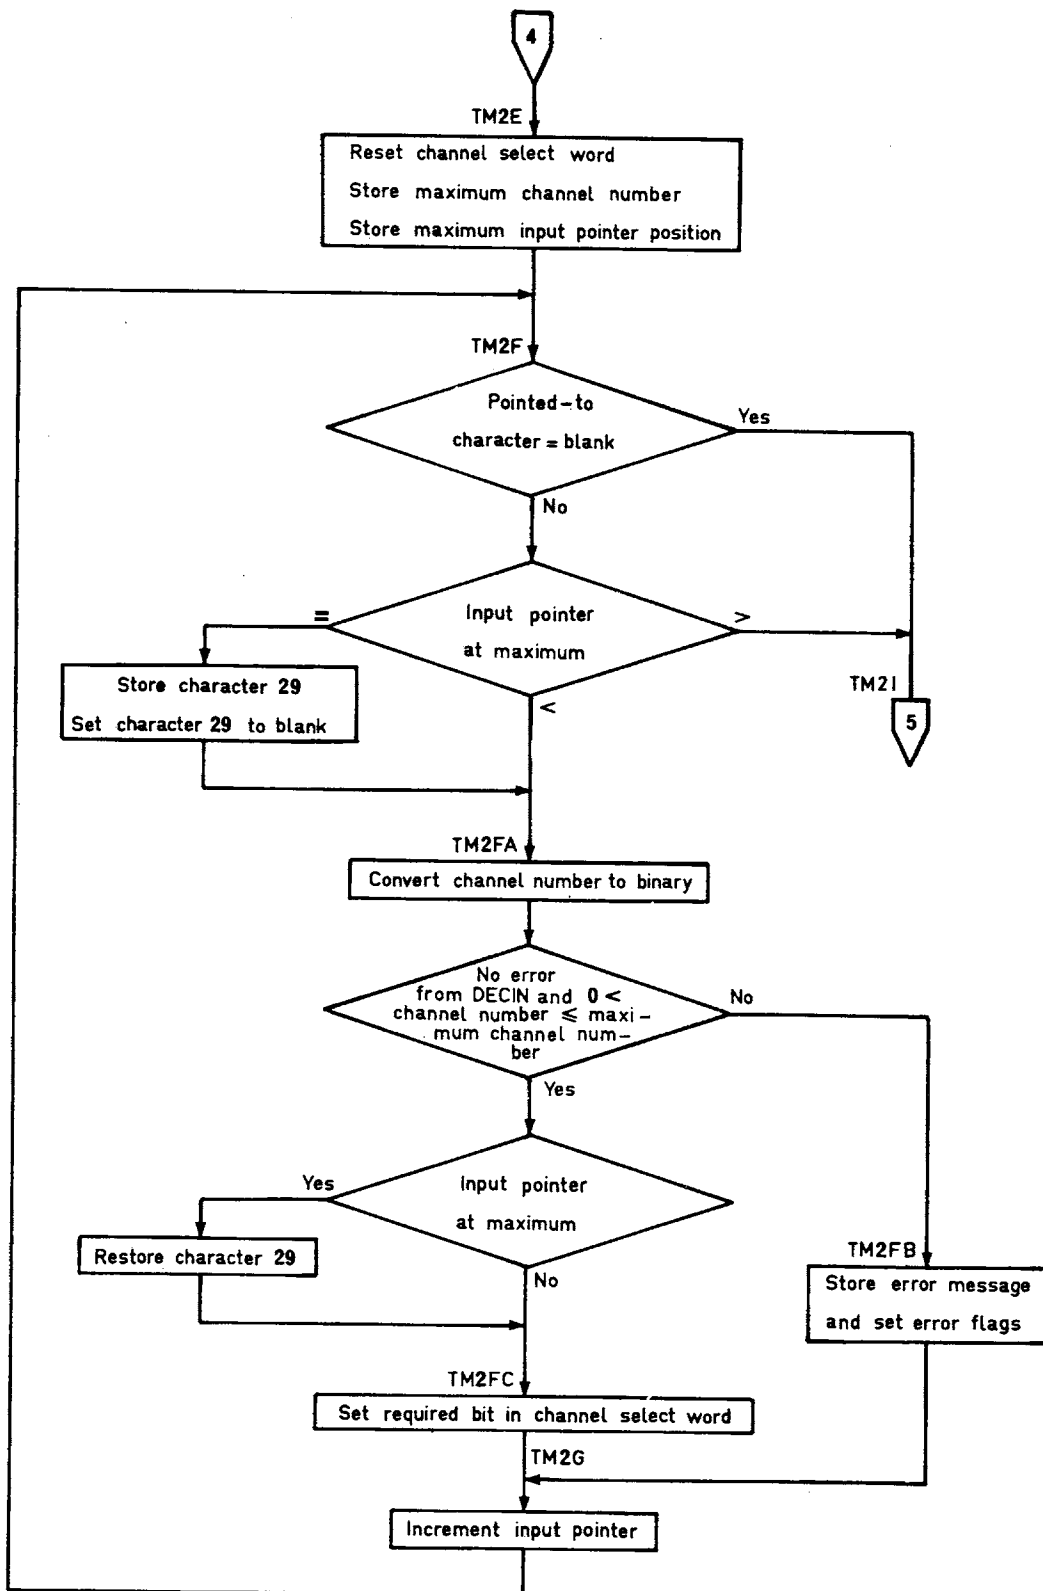 4
TM2E
Reset channel select word
Store maximum channel number
Store maximum input pointer position
TM2F
Pointed-to
character = blank
Yes
No
Input pointer
at maximum
=
>
<
Store character 29
Set character 29 to blank
TM2I
5
TM2FA
Convert channel number to binary
No error
from DECIN and 0 <
channel number ⩽ maxi-
mum channel num-
ber
No
Yes
Input pointer
at maximum
Yes
No
Restore character 29
TM2FB
Store error message
and set error flags
TM2FC
Set required bit in channel select word
TM2G
Increment input pointer